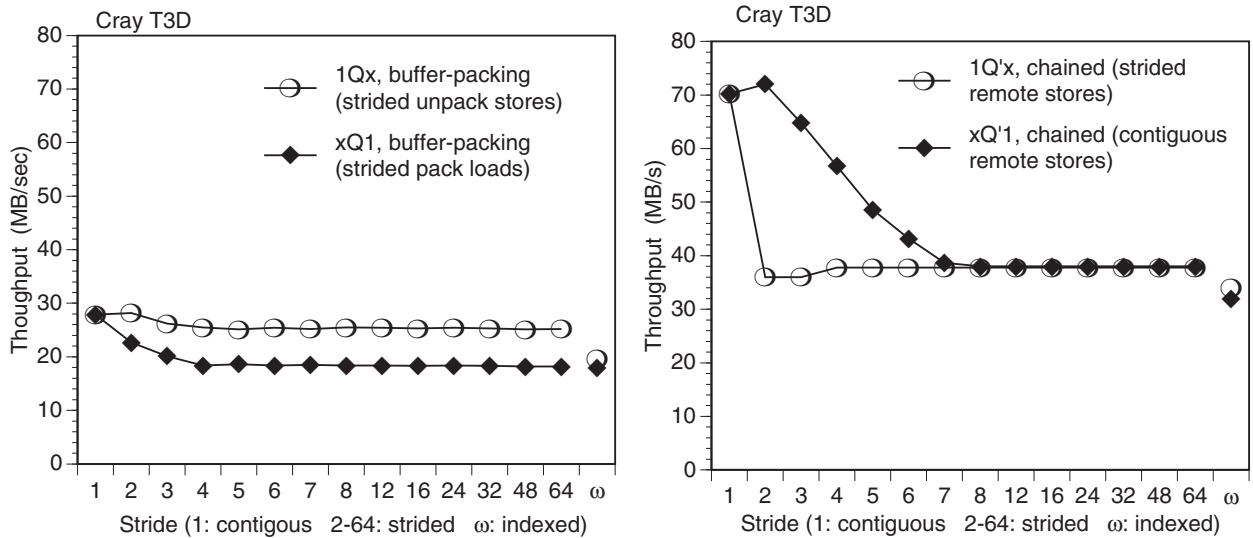 Cray T3D
80
70
60
50
40
30
20
10
0
Thoughput (MB/sec)
1Qx, buffer-packing
(strided unpack stores)
xQ1, buffer-packing
(strided pack loads)
1 2 3 4 5 6 7 8 12 16 24 32 48 64 ω
Stride (1: contigous 2-64: strided ω: indexed)
Cray T3D
80
70
60
50
40
30
20
10
0
Throughput (MB/s)
1Q'x, chained (strided
remote stores)
xQ'1, chained (contiguous
remote stores)
1 2 3 4 5 6 7 8 12 16 24 32 48 64 ω
Stride (1: contiguous 2-64: strided ω: indexed)